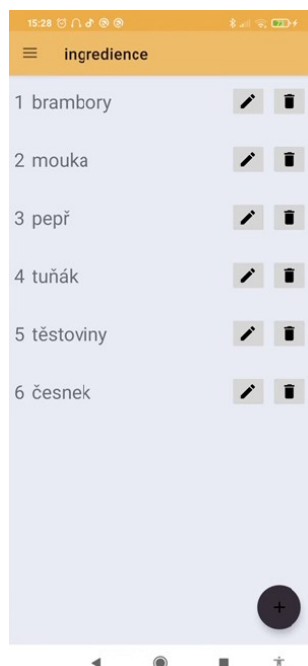 15:28
ingredience
1 brambory
2 mouka
3 pepř
4 tuňák
5 těstoviny
6 česnek